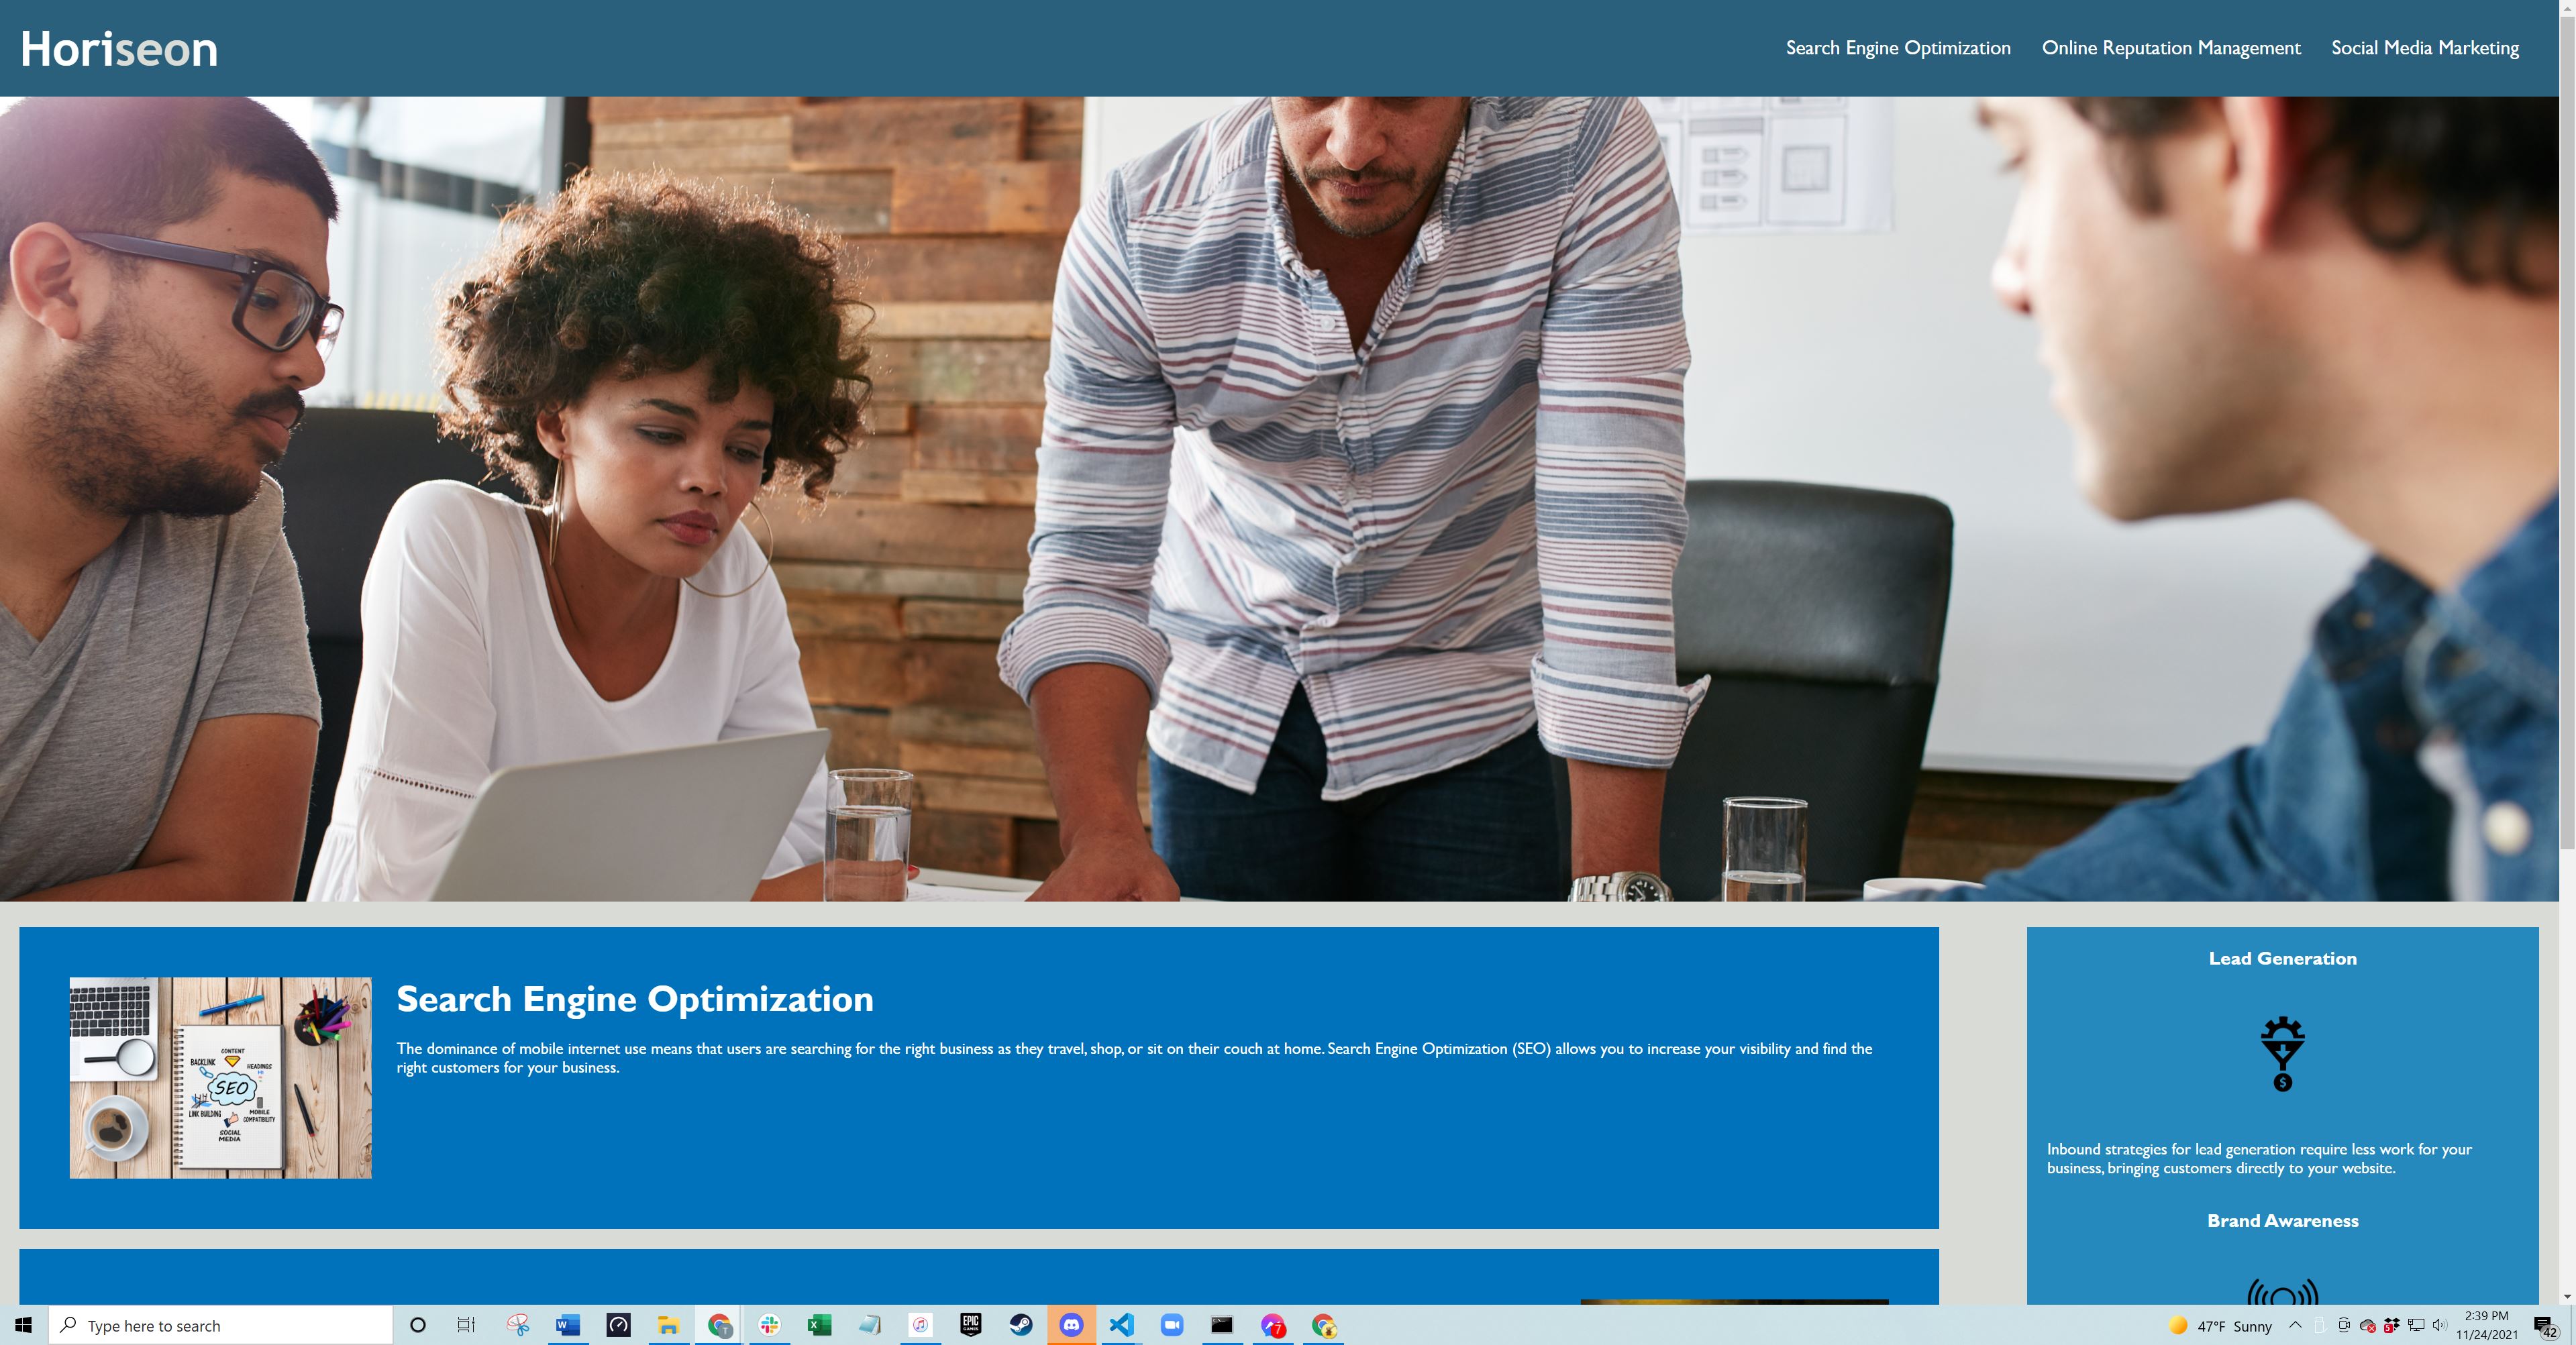 Horiseon
Search Engine Optimization Online Reputation Management Social Media Marketing
Search Engine Optimization
The dominance of mobile internet use means that users are searching for the right business as they travel, shop, or sit on their couch at home. Search Engine Optimization (SEO) allows you to increase your visibility and find the
right customers for your business.
CONTENT
BACKLINK
HEADINGS
SEO
LINK BUILDING
MOBILE
COMPATIBILITY
SOCIAL
MEDIA
Lead Generation
$
Inbound strategies for lead generation require less work for your
business, bringing customers directly to your website.
Brand Awareness
Type here to search
W
T
X
EPIC
GAMES
7
47°F Sunny
5
2:39 PM
11/24/2021
42